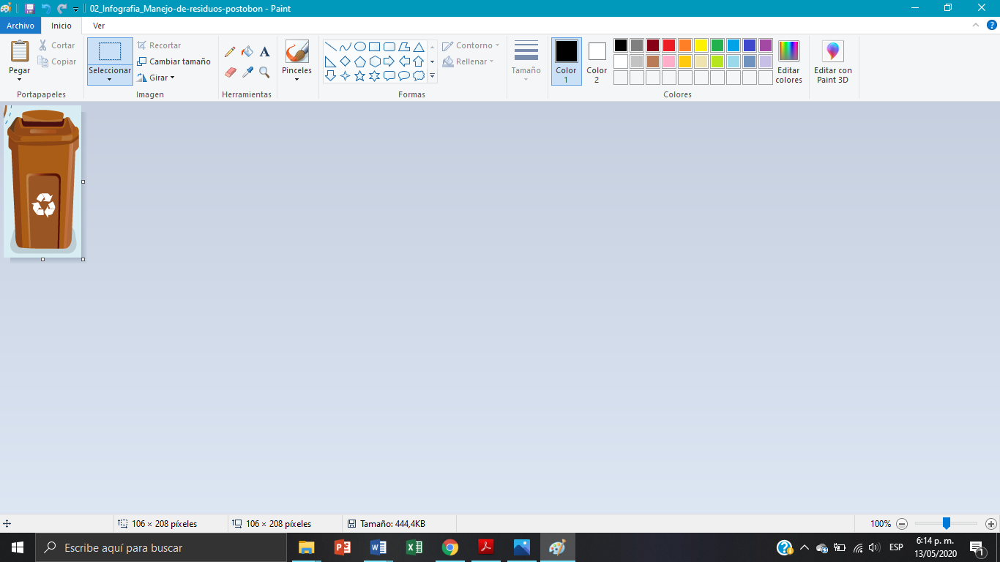 02_Infografia_Manejo-de-residuos-postobon - Paint
Archivo
Inicio
Ver
Pegar
Cortar
Copiar
Portapapeles
Seleccionar
Recortar
Cambiar tamaño
Girar
Imagen
A
Herramientas
Pinceles
Contorno
Rellenar
Formas
Tamaño
Color
1
Color
2
Editar
colores
Colores
Editar con
Paint 3D
106 × 208 píxeles
106 × 208 píxeles
Tamaño: 444,4KB
100%
Escribe aquí para buscar
ESP
6:14 p. m.
13/05/2020
1